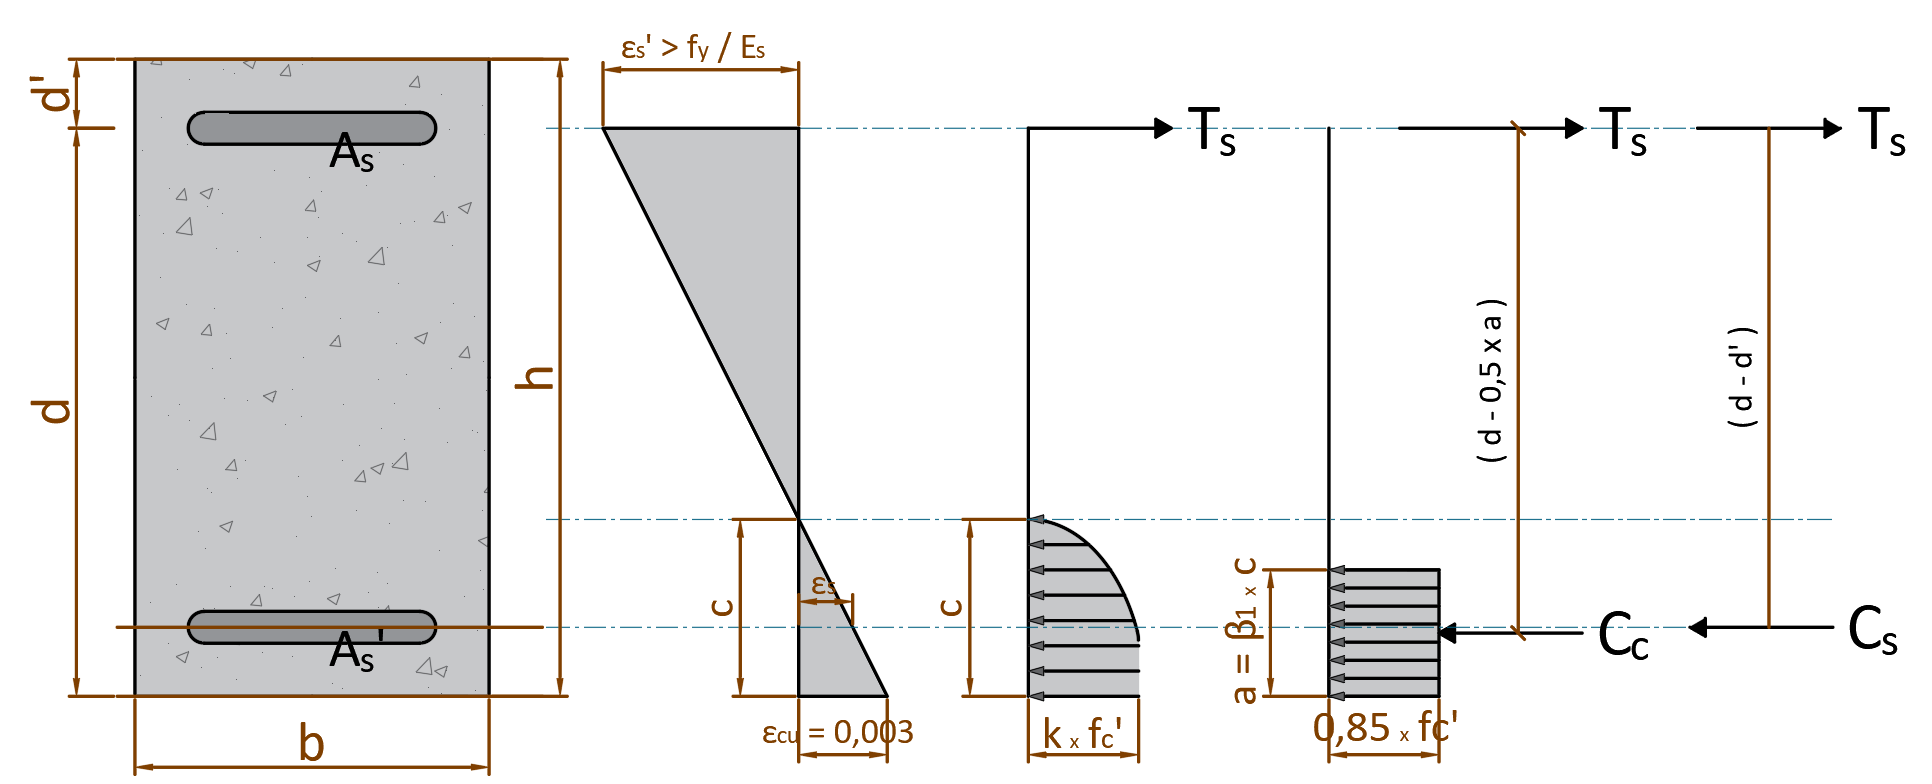 d'
d
As
As'
h
b
εs' > fy / Es
c
εs
εcu = 0,003
Ts
c
k x fc'
Ts
( d - 0,5 x a )
a = β1 x c
Cc
0,85 x fc'
Ts
( d - d' )
Cs